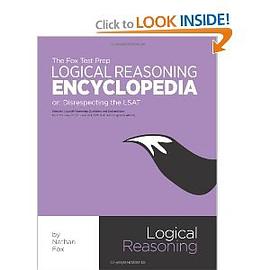 Click to LOOK INSIDE!
The Fox Test Prep
LOGICAL REASONING
ENCYCLOPEDIA
or: Disrespecting the LSAT
by
Nathan
Fox
Logical
Reasoning